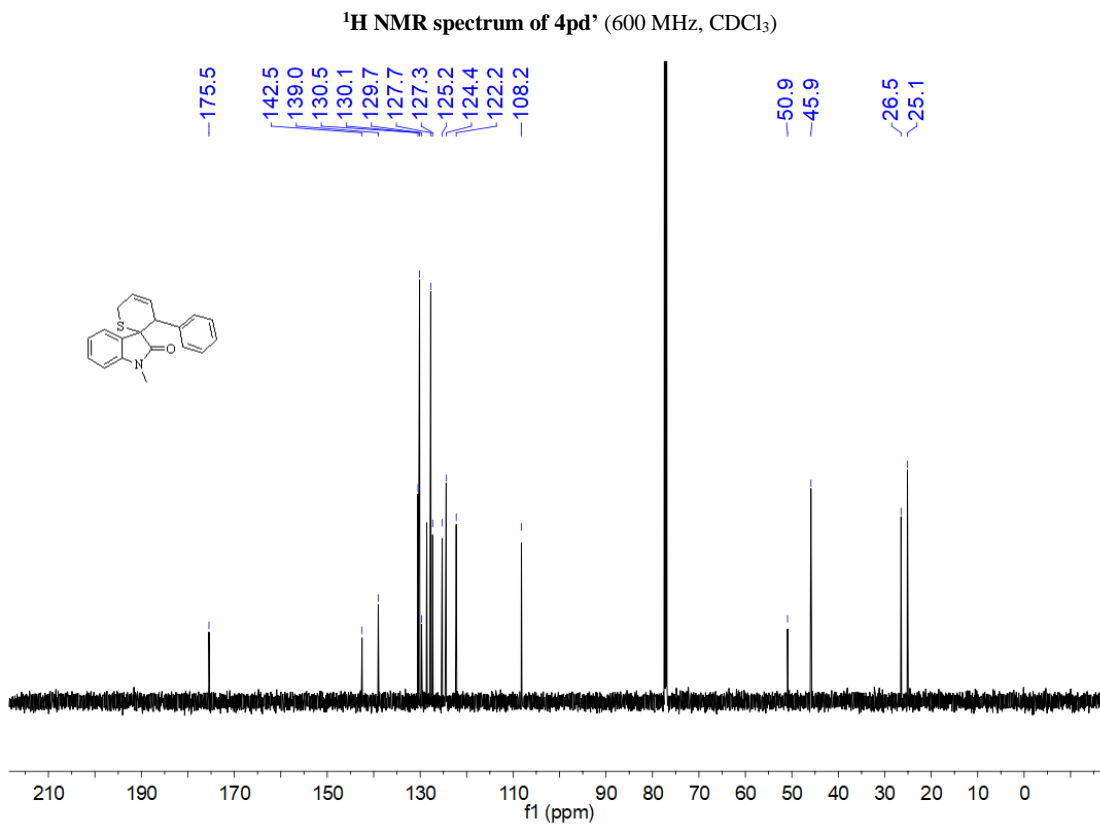 ¹H NMR spectrum of 4pd’ (600 MHz, CDCl₃)
175.5
142.5
139.0
130.5
130.1
129.7
127.7
127.3
125.2
124.4
122.2
108.2
50.9
45.9
26.5
25.1
S
O
N
210 190 170 150 130 110 90 80 70 60 50 40 30 20 10 0
f1 (ppm)